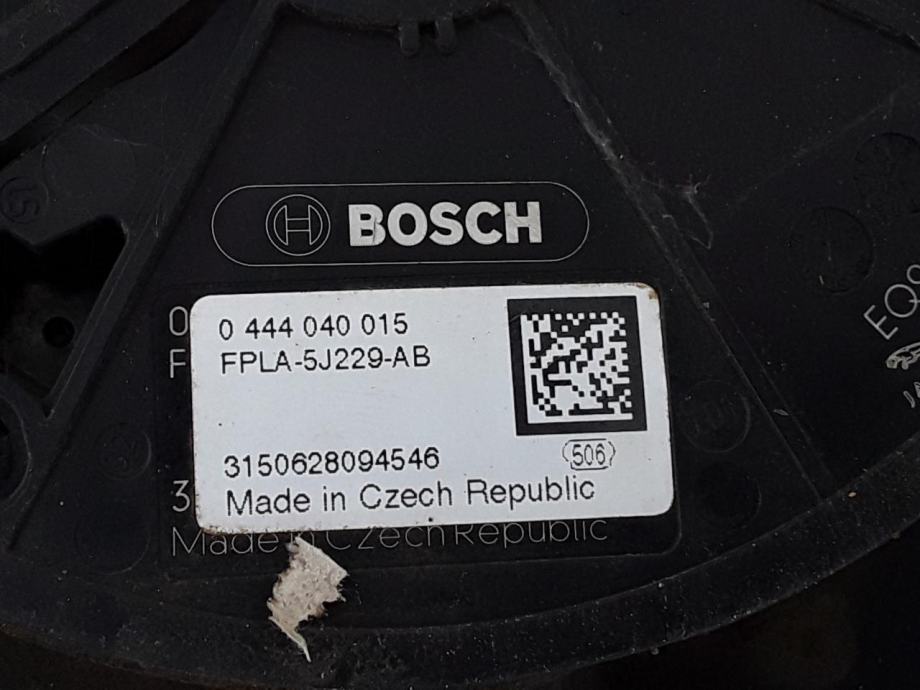 BOSCH
0 444 040 015
FPLA-5J229-AB
3150628094546
506
Made in Czech Republic
Made in Czech Republic